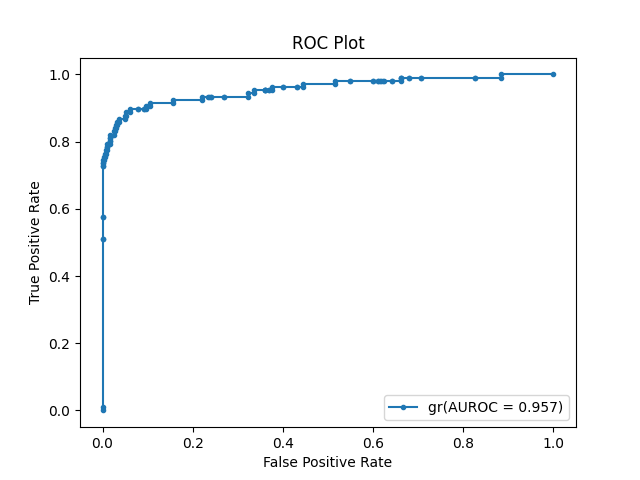 ROC Plot
True Positive Rate
1.0
0.8
0.6
0.4
0.2
0.0
gr(AUROC = 0.957)
0.0 0.2 0.4 0.6 0.8 1.0
False Positive Rate